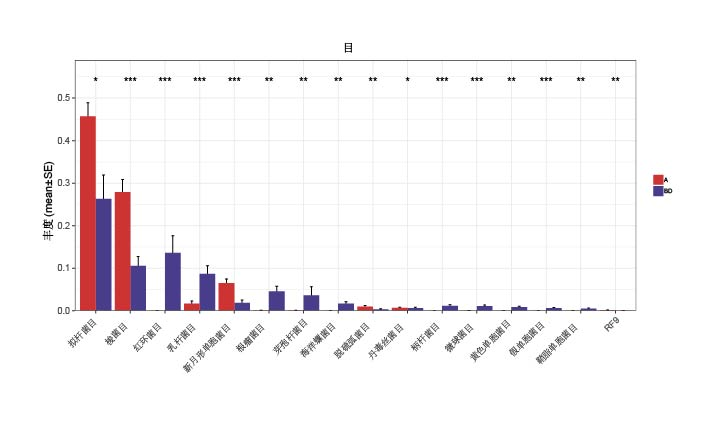 目
* *** *** *** *** ** ** ** ** * *** *** ** *** ** **
丰度 (mean±SE)
0.5
0.4
0.3
0.2
0.1
0.0
A
BD
拟杆菌目
梭菌目
红环菌目
乳杆菌目
新月形单胞菌目
根瘤菌目
芽孢杆菌目
海洋螺菌目
脱硫弧菌目
丹毒丝菌目
柄杆菌目
微球菌目
黄色单胞菌目
假单胞菌目
鞘脂单胞菌目
RF9